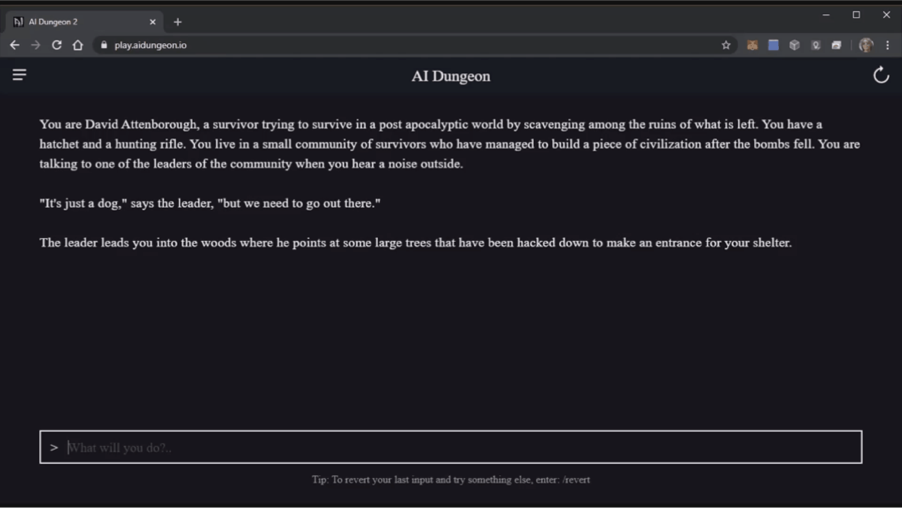 AI Dungeon 2
play.aidungeon.io
AI Dungeon
You are David Attenborough, a survivor trying to survive in a post apocalyptic world by scavenging among the ruins of what is left. You have a
hatchet and a hunting rifle. You live in a small community of survivors who have managed to build a piece of civilization after the bombs fell. You are
talking to one of the leaders of the community when you hear a noise outside.
"It's just a dog," says the leader, "but we need to go out there."
The leader leads you into the woods where he points at some large trees that have been hacked down to make an entrance for your shelter.
> What will you do?..
Tip: To revert your last input and try something else, enter: /revert